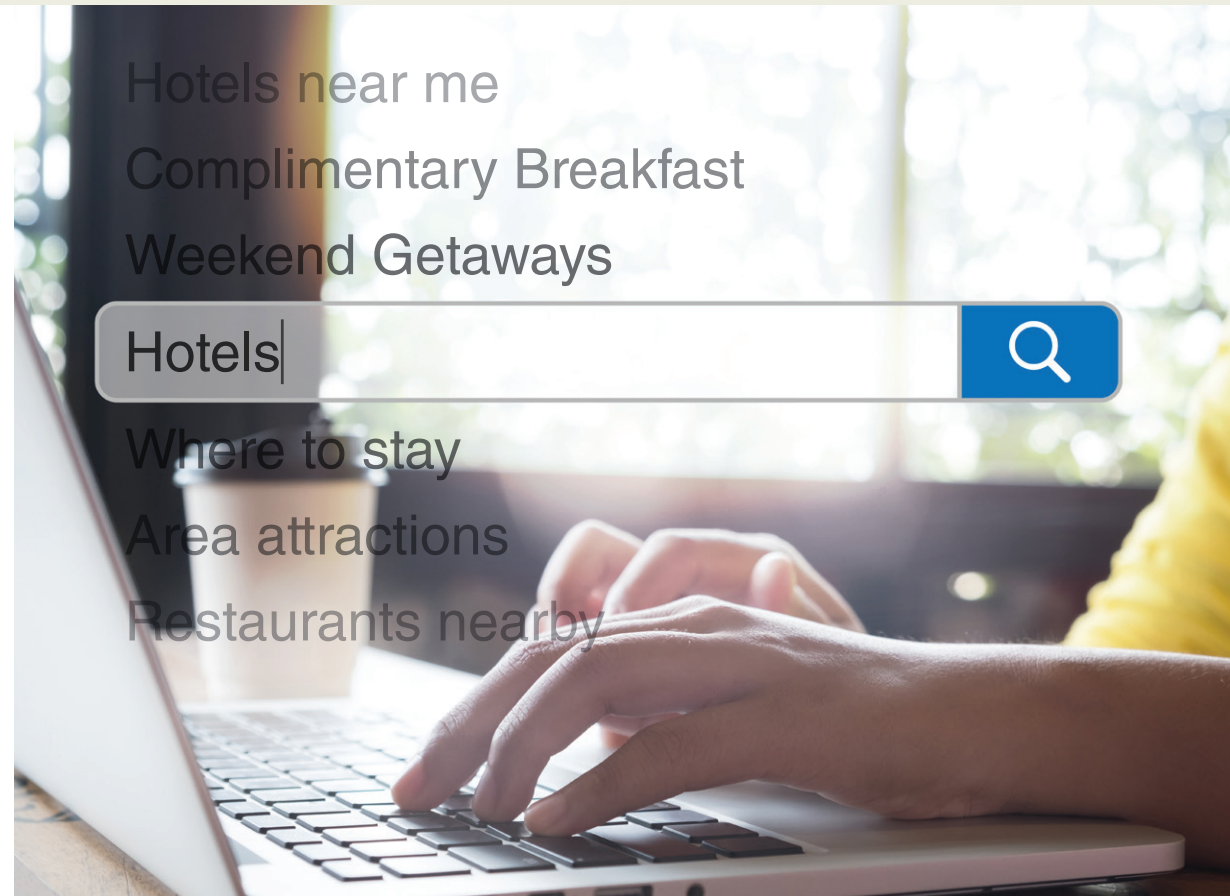 Hotels near me
Complimentary Breakfast
Weekend Getaways
Hotels
Where to stay
Area attractions
Restaurants nearby